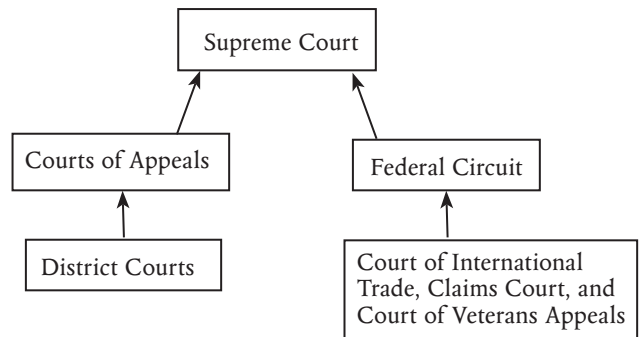 Supreme Court
Courts of Appeals
Federal Circuit
District Courts
Court of International
Trade, Claims Court, and
Court of Veterans Appeals